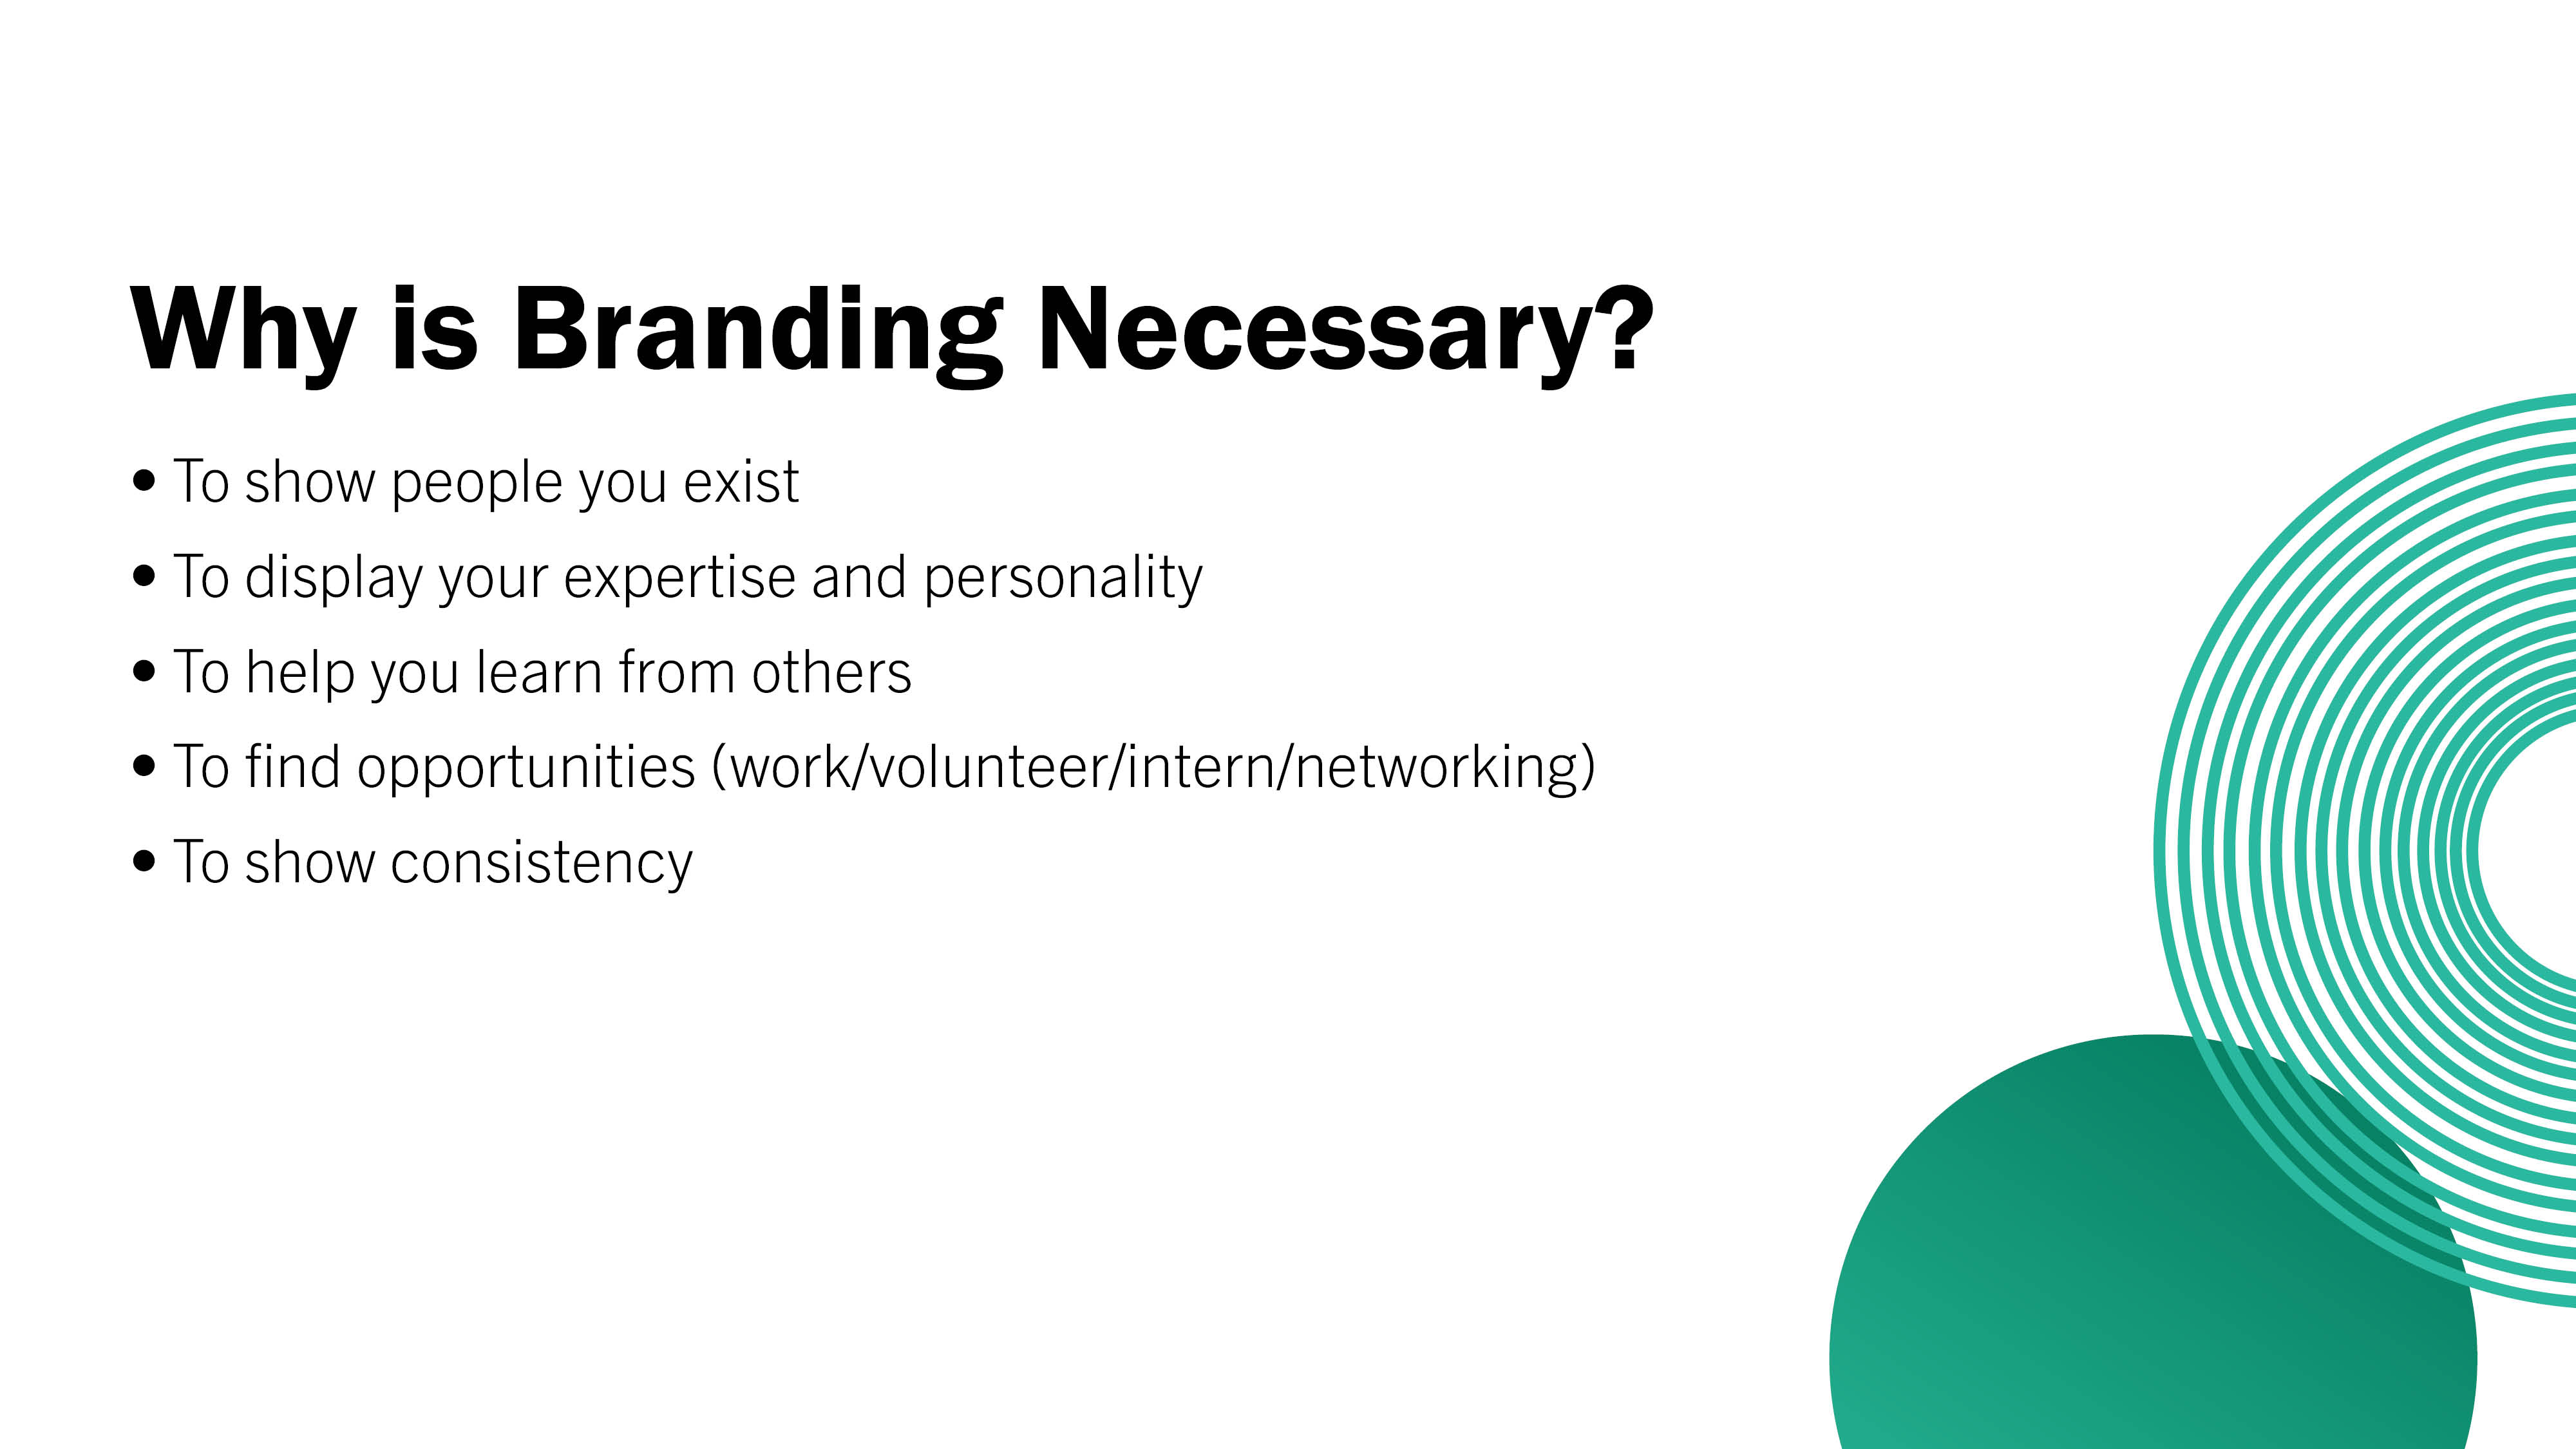 Why is Branding Necessary?
• To show people you exist
• To display your expertise and personality
• To help you learn from others
• To find opportunities (work/volunteer/intern/networking)
• To show consistency